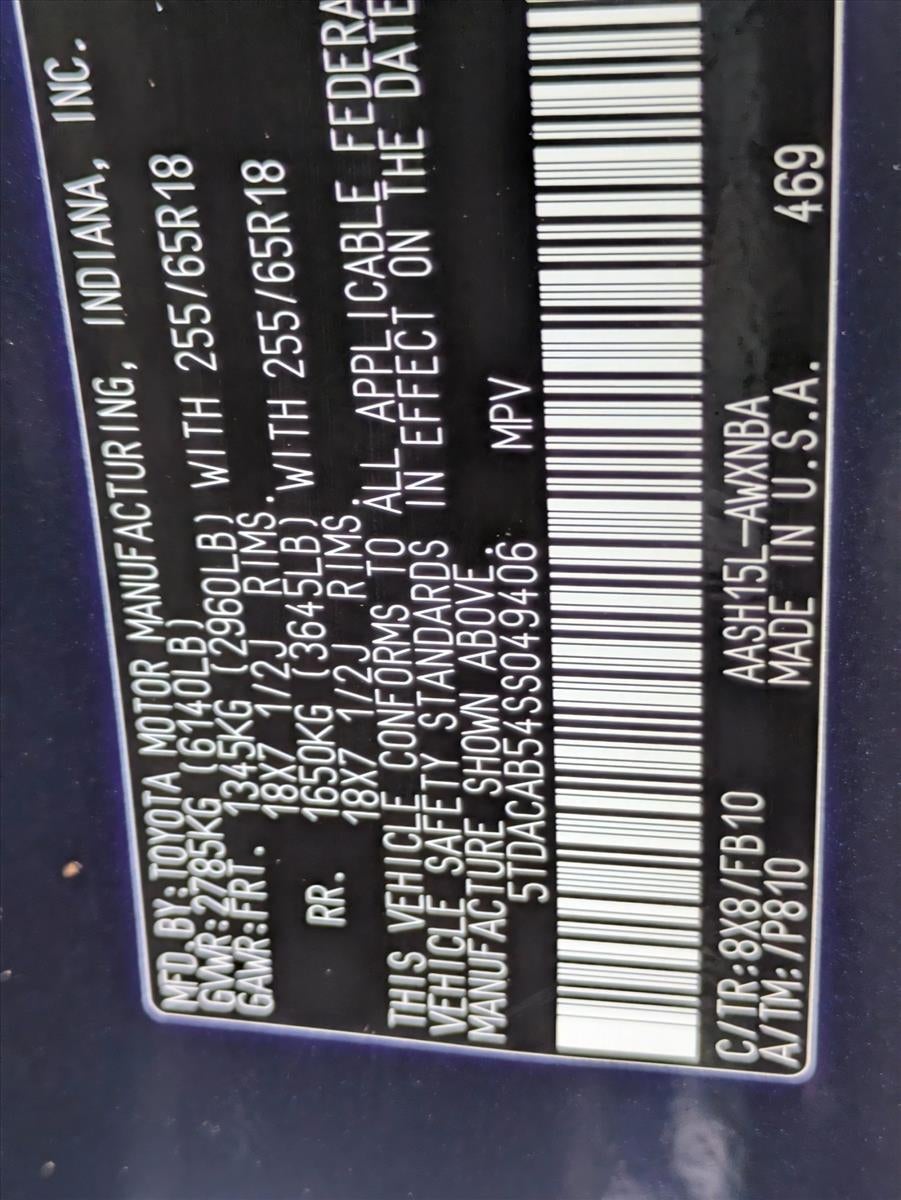 MFD.BY:TOYOTA MOTOR MANUFACTURING, INDIANA, INC.
GVWR:2785KG (6140LB)
GAWR:FRT. 1345KG (2960LB) WITH 255/65R18
18X7 1/2J RIMS.
RR. 1650KG (3645LB) WITH 255/65R18
18X7 1/2J RIMS.
THIS VEHICLE CONFORMS TO ALL APPLICABLE FEDERA
VEHICLE SAFETY STANDARDS IN EFFECT ON THE DATE
MANUFACTURE SHOWN ABOVE.
5TDACAB54SS049406 MPV
C/TR:8X8/FB10 AASH15L-AWXNBA 469
A/TM:/P810 MADE IN U.S.A.